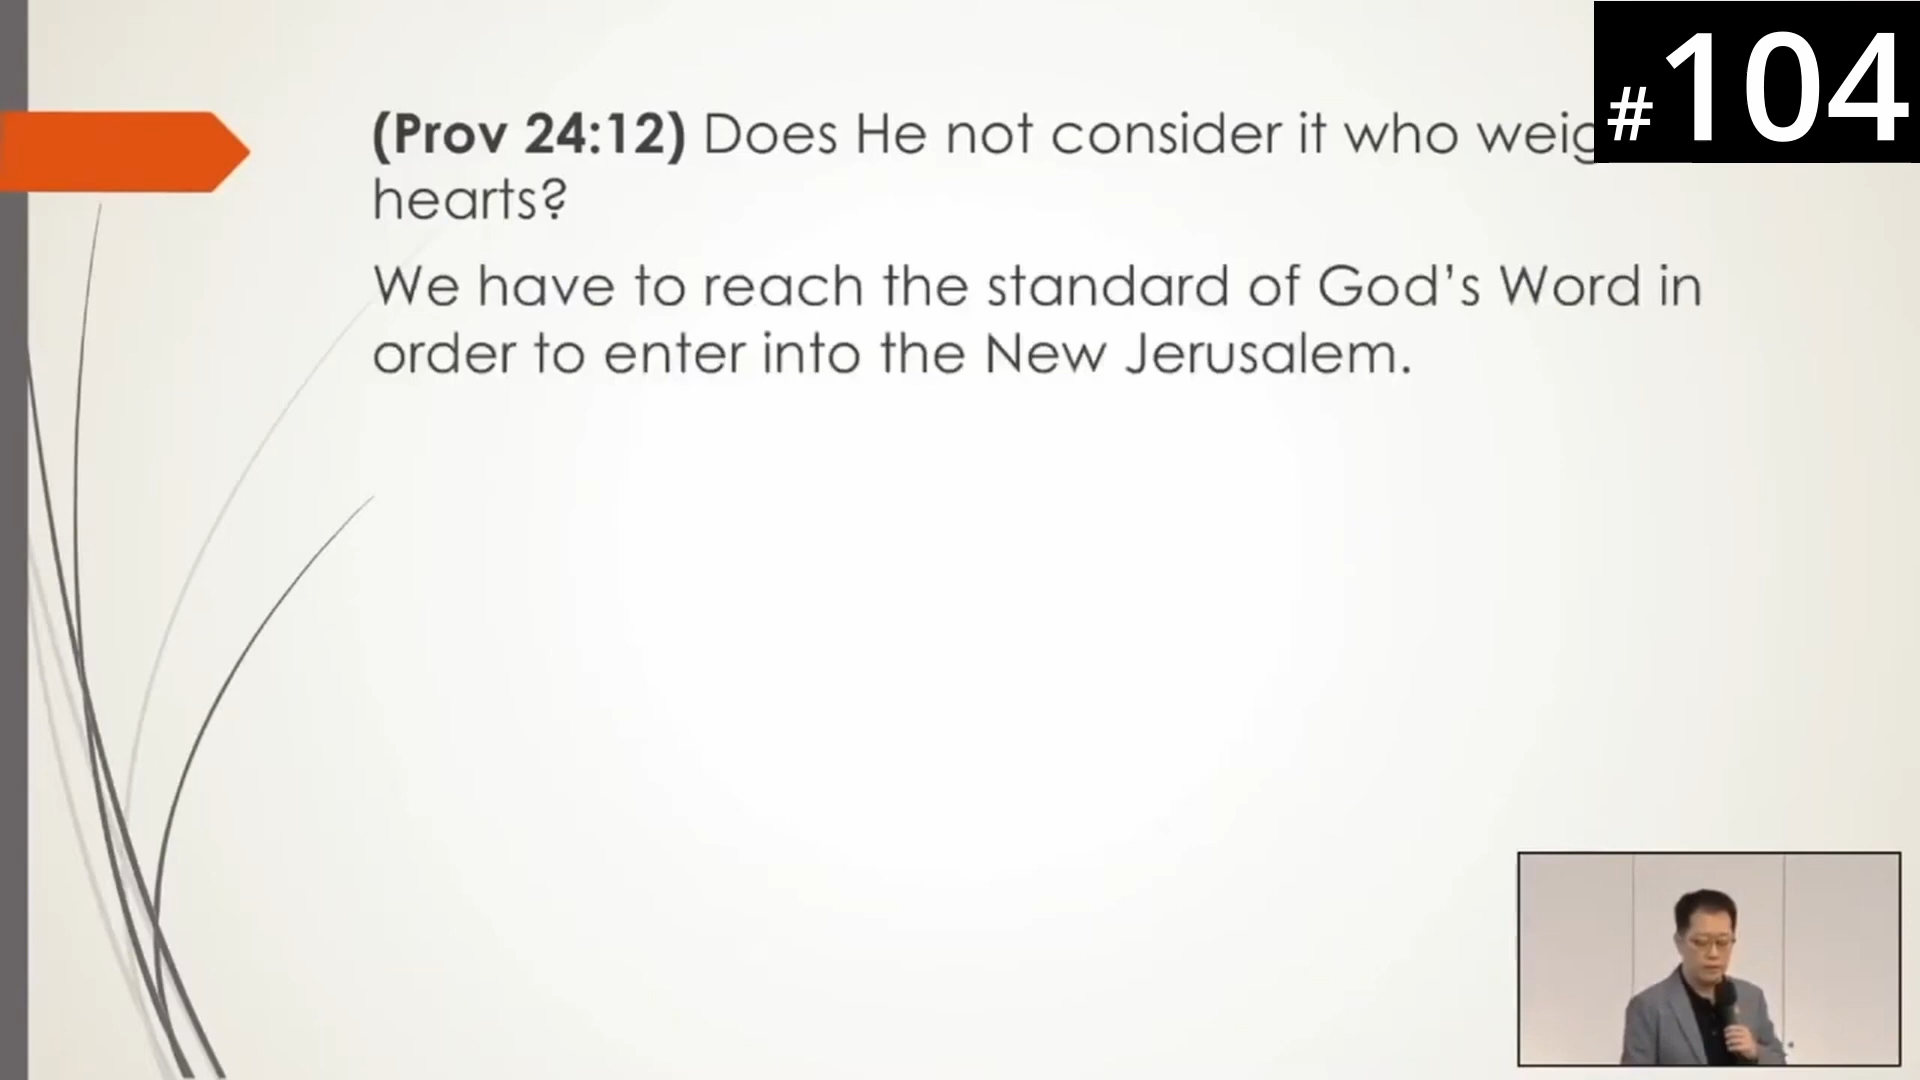 #104
(Prov 24:12) Does He not consider it who
hearts?
We have to reach the standard of God's Word in
order to enter into the New Jerusalem.